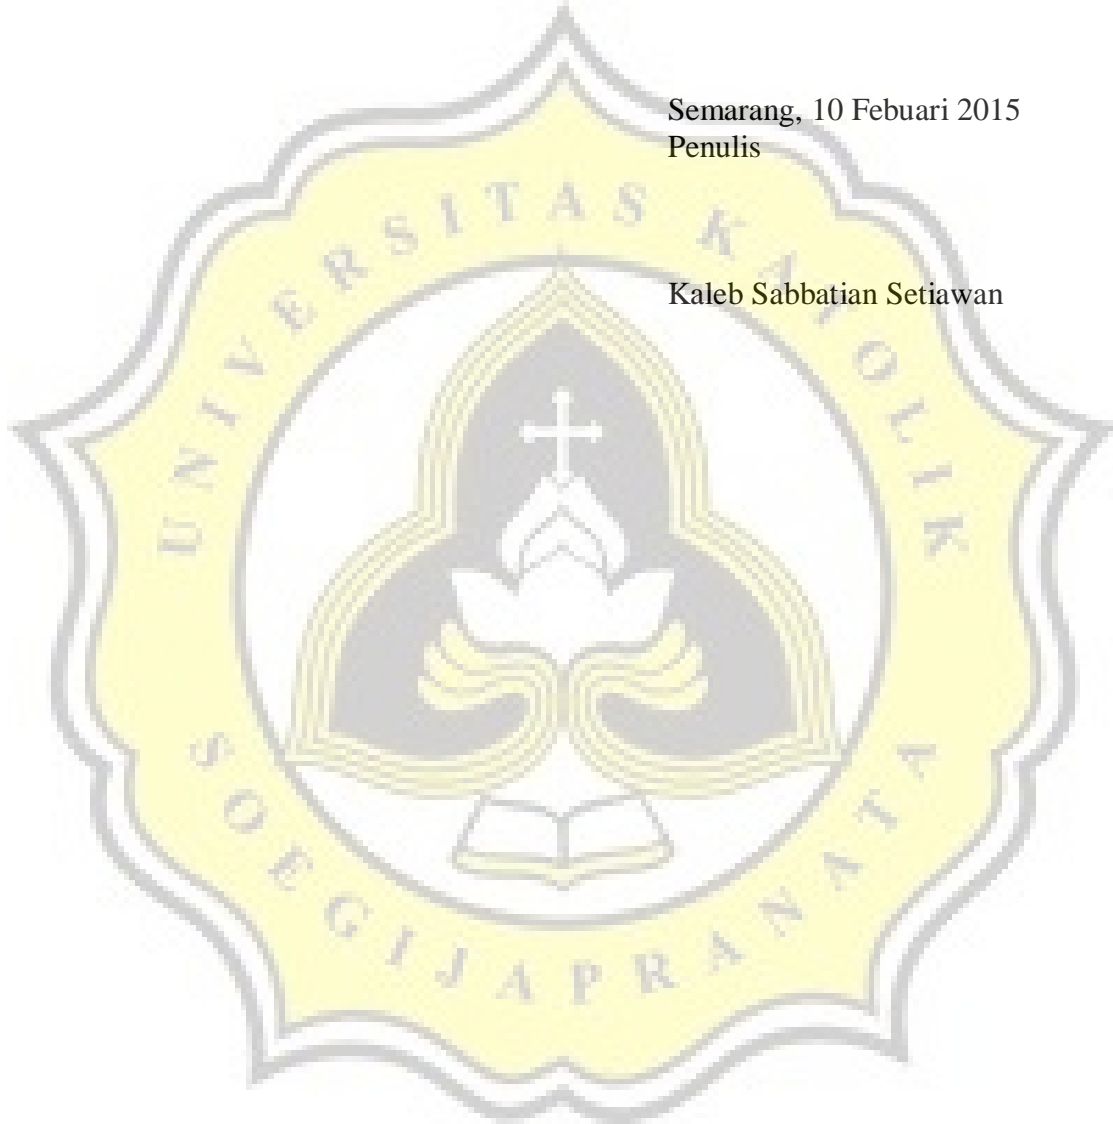 Semarang, 10 Febuari 2015
Penulis
Kaleb Sabbatian Setiawan
UNIVERSITAS KATOLIK
SOEGIJAPRANATA